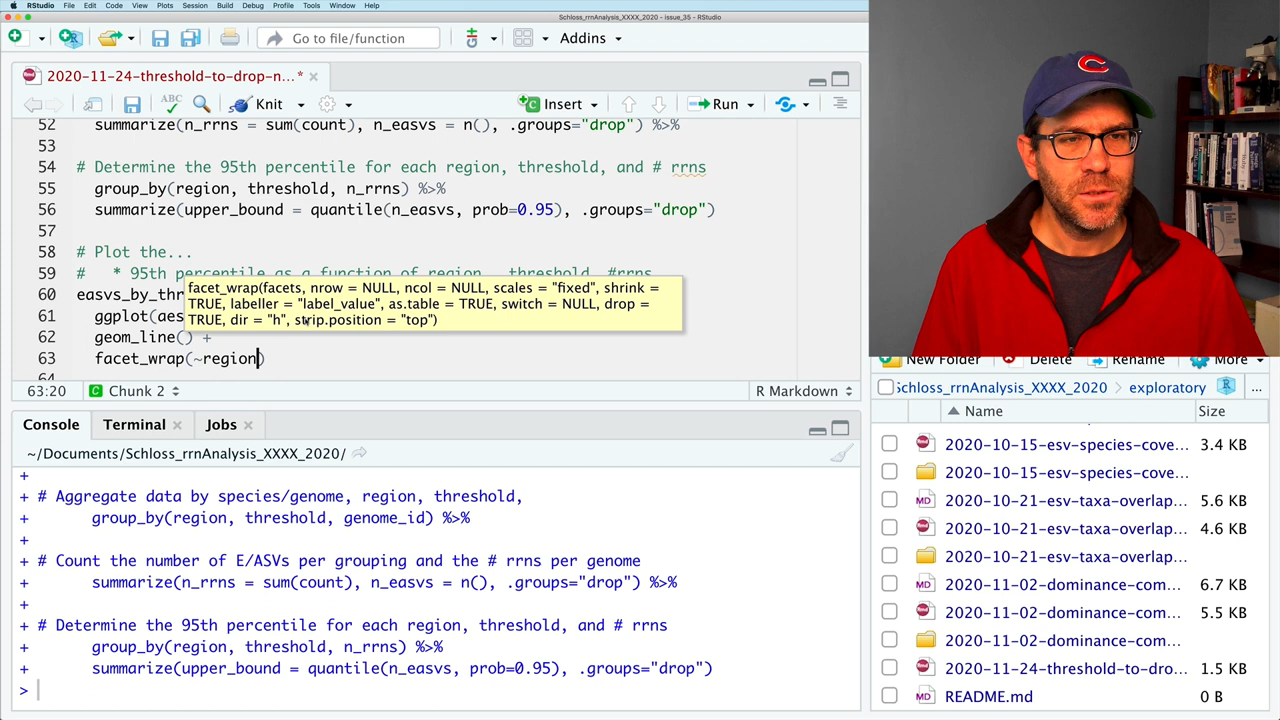 RStudio File Edit Code View Plots Session Build Debug Profile Tools Window Help
Schloss_rrnAnalysis_XXXX_2020 - issue_35 - RStudio
Go to file/function Addins
2020-11-24-threshold-to-drop-n...*
ABC Knit Insert Run
52 summarize(n_rrns = sum(count), n_easvs = n(), .groups="drop") %>%
53
54 # Determine the 95th percentile for each region, threshold, and # rrns
55 group_by(region, threshold, n_rrns) %>%
56 summarize(upper_bound = quantile(n_easvs, prob=0.95), .groups="drop")
57
58 # Plot the...
59 # * 95th percentile as a function of region, threshold, #rrns
60 easvs_by_thr
61 ggplot(aes
62 geom_line() +
63 facet_wrap(~region)
64
facet_wrap(facets, nrow = NULL, ncol = NULL, scales = "fixed", shrink =
TRUE, labeller = "label_value", as.table = TRUE, switch = NULL, drop =
TRUE, dir = "h", strip.position = "top")
63:20 C Chunk 2 R Markdown
Console Terminal Jobs
~/Documents/Schloss_rrnAnalysis_XXXX_2020/
+
+ # Aggregate data by species/genome, region, threshold,
+ group_by(region, threshold, genome_id) %>%
+
+ # Count the number of E/ASVs per grouping and the # rrns per genome
+ summarize(n_rrns = sum(count), n_easvs = n(), .groups="drop") %>%
+
+ # Determine the 95th percentile for each region, threshold, and # rrns
+ group_by(region, threshold, n_rrns) %>%
+ summarize(upper_bound = quantile(n_easvs, prob=0.95), .groups="drop")
>
C
New Folder Delete Rename More
Schloss_rrnAnalysis_XXXX_2020 exploratory ...
Name Size
2020-10-15-esv-species-cove... 3.4 KB
2020-10-15-esv-species-cove...
2020-10-21-esv-taxa-overlap... 5.6 KB
2020-10-21-esv-taxa-overlap... 4.6 KB
2020-10-21-esv-taxa-overlap...
2020-11-02-dominance-com... 6.7 KB
2020-11-02-dominance-com... 5.5 KB
2020-11-02-dominance-com...
2020-11-24-threshold-to-dro... 1.5 KB
README.md 0 B